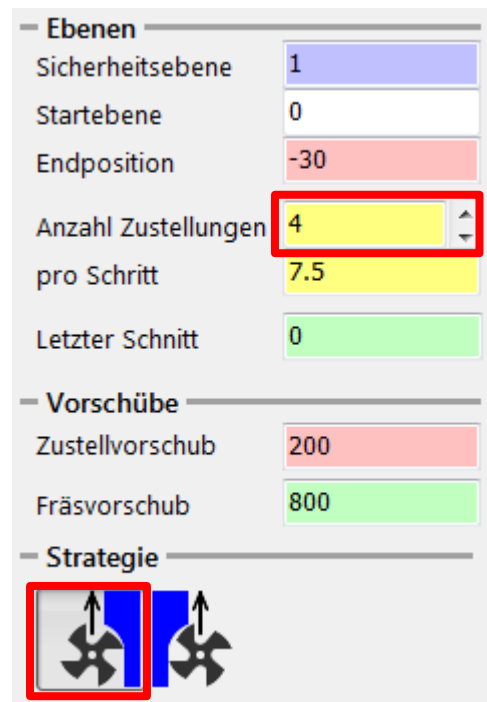 Ebenen
Sicherheitsebene 1
Startebene 0
Endposition -30
Anzahl Zustellungen 4
pro Schritt 7.5
Letzter Schnitt 0
Vorschübe
Zustellvorschub 200
Fräsvorschub 800
Strategie